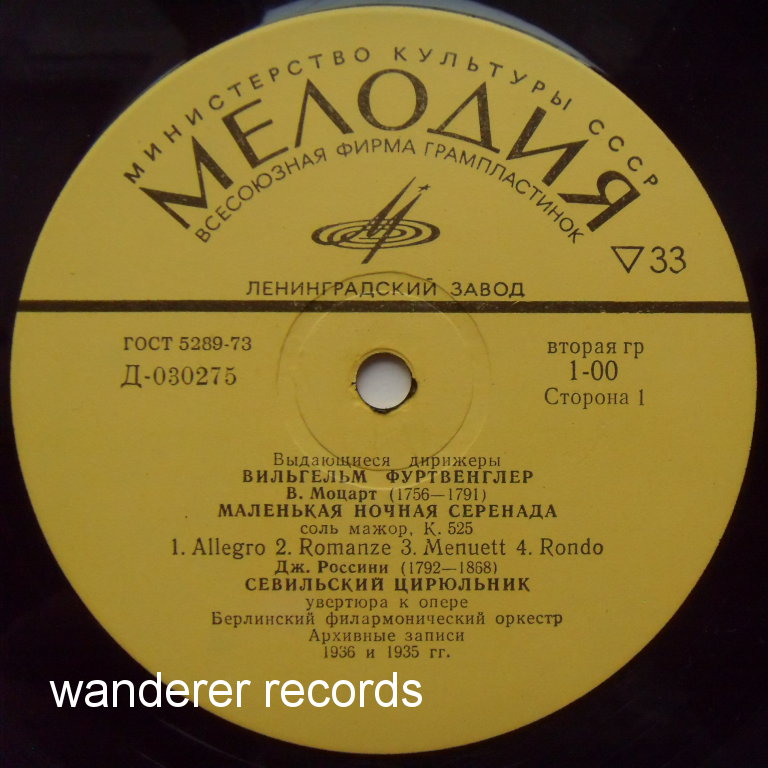 МИНИСТЕРСТВО КУЛЬТУРЫ СССР
МЕЛОДИЯ
ВСЕСОЮЗНАЯ ФИРМА ГРАМПЛАСТИНОК
33
ЛЕНИНГРАДСКИЙ ЗАВОД
ГОСТ 5289-73
Д-030275
вторая гр
1-00
Сторона 1
Выдающиеся дирижеры
ВИЛЬГЕЛЬМ ФУРТВЕНГЛЕР
В. Моцарт (1756—1791)
МАЛЕНЬКАЯ НОЧНАЯ СЕРЕНАДА
соль мажор, К. 525
1. Allegro 2. Romanze 3. Menuett 4. Rondo
Дж. Россини (1792—1868)
СЕВИЛЬСКИЙ ЦИРЮЛЬНИК
увертюра к опере
Берлинский филармонический оркестр
Архивные записи
1936 и 1935 гг.
wanderer records